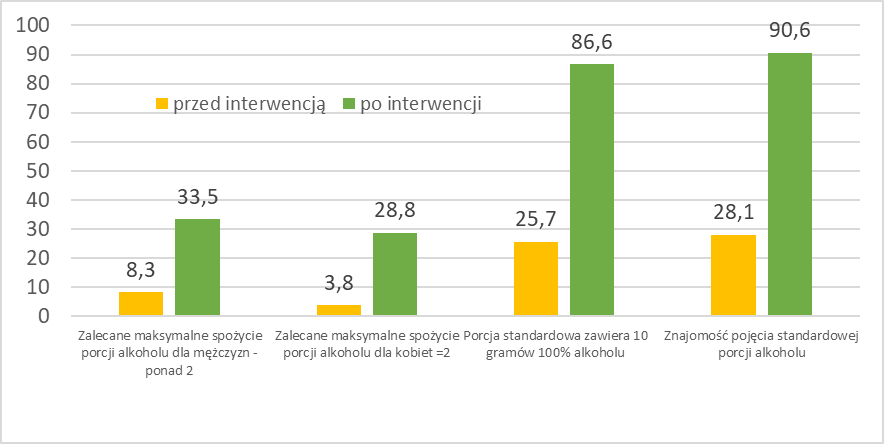 100
90
80
70
60
50
40
30
20
10
0
przed interwencją
po interwencji
8,3
33,5
3,8
28,8
25,7
86,6
28,1
90,6
Zalecane maksymalne spożycie
porcji alkoholu dla mężczyzn -
ponad 2
Zalecane maksymalne spożycie
porcji alkoholu dla kobiet =2
Porcja standardowa zawiera 10
gramów 100% alkoholu
Znajomość pojęcia standardowej
porcji alkoholu